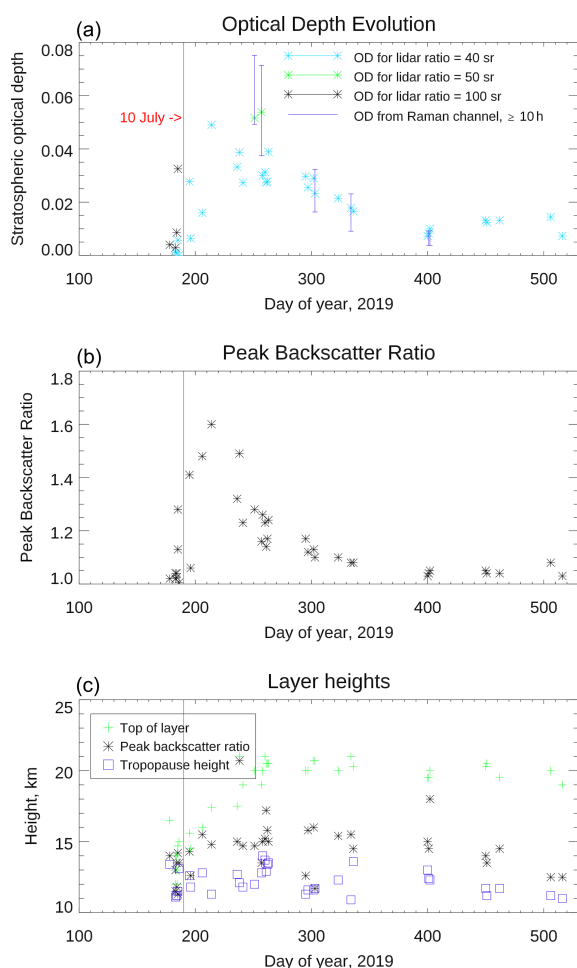 (a)
Optical Depth Evolution
0.08
0.06
0.04
0.02
0.00
Stratospheric optical depth
10 July ->
OD for lidar ratio = 40 sr
OD for lidar ratio = 50 sr
OD for lidar ratio = 100 sr
OD from Raman channel, ≥ 10 h
100 200 300 400 500
Day of year, 2019
(b)
Peak Backscatter Ratio
1.8
1.6
1.4
1.2
1.0
Peak Backscatter Ratio
100 200 300 400 500
Day of year, 2019
(c)
Layer heights
25
20
15
10
Height, km
Top of layer
Peak backscatter ratio
Tropopause height
100 200 300 400 500
Day of year, 2019